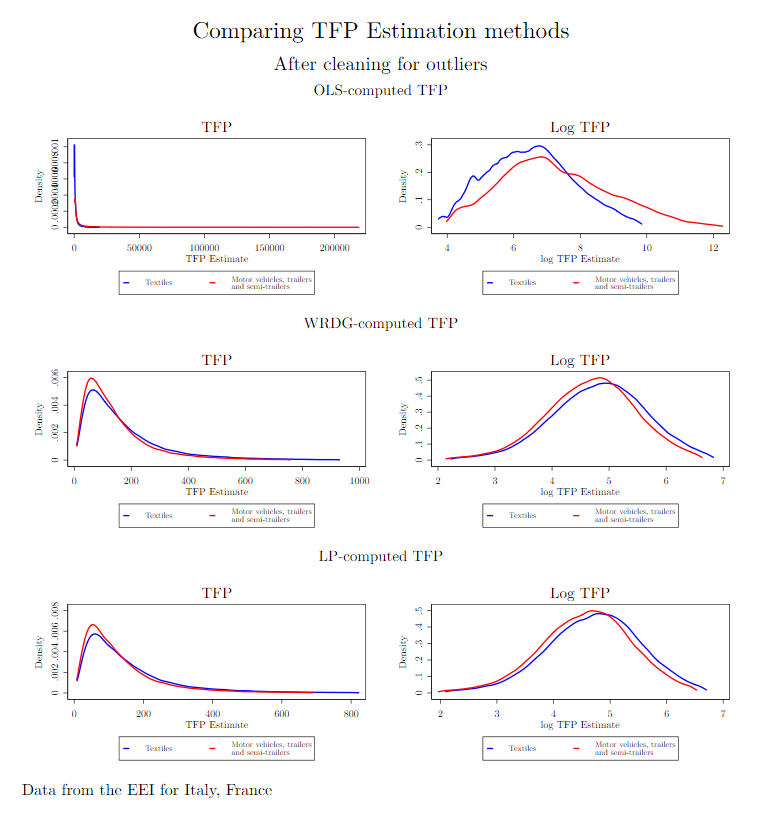 Comparing TFP Estimation methods
After cleaning for outliers
OLS-computed TFP
TFP
Density
0
50000
100000
150000
200000
TFP Estimate
Textiles
Motor vehicles, trailers
and semi-trailers
Log TFP
Density
0
.1
.2
.3
4
6
8
10
12
log TFP Estimate
Textiles
Motor vehicles, trailers
and semi-trailers
WRDG-computed TFP
TFP
Density
0
.002
.004
.006
0
200
400
600
800
1000
TFP Estimate
Textiles
Motor vehicles, trailers
and semi-trailers
Log TFP
Density
0
.1
.2
.3
.4
.5
2
3
4
5
6
7
log TFP Estimate
Textiles
Motor vehicles, trailers
and semi-trailers
LP-computed TFP
TFP
Density
0
.002
.004
.006
.008
0
200
400
600
800
TFP Estimate
Textiles
Motor vehicles, trailers
and semi-trailers
Log TFP
Density
0
.1
.2
.3
.4
.5
2
3
4
5
6
7
log TFP Estimate
Textiles
Motor vehicles, trailers
and semi-trailers
Data from the EEI for Italy, France